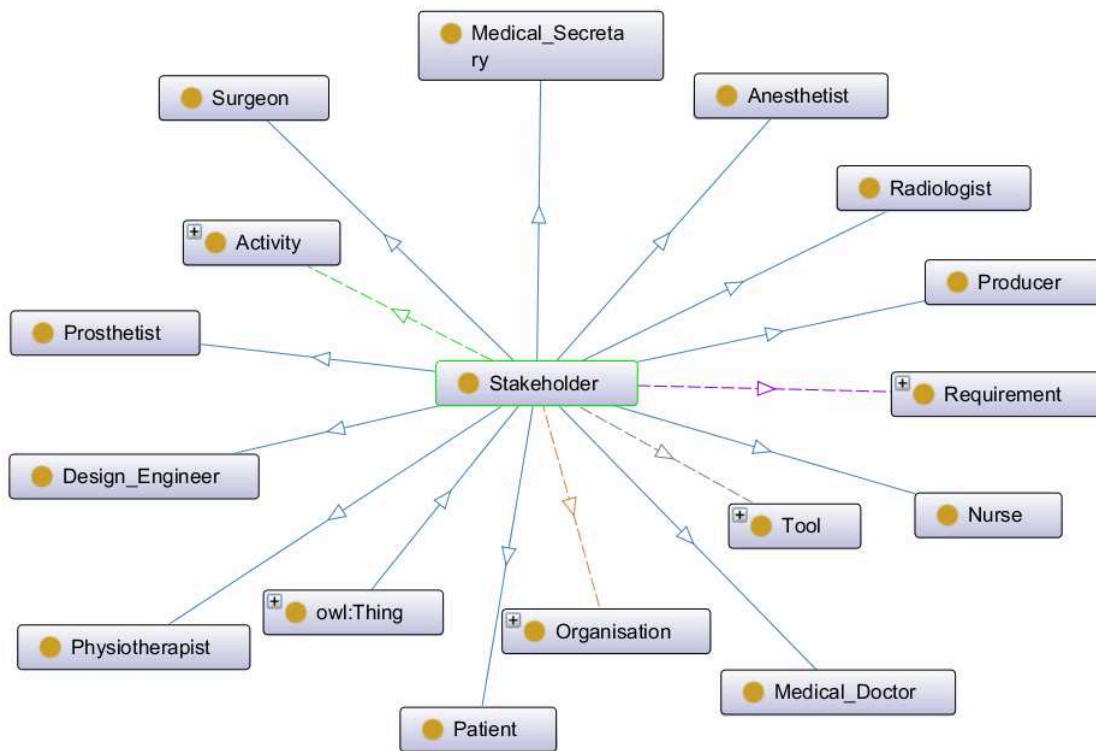 Medical_Secreta
ry
Surgeon
Anesthetist
Radiologist
Activity
Producer
Prosthetist
Stakeholder
Requirement
Design_Engineer
Nurse
Tool
owl:Thing
Organisation
Physiotherapist
Medical_Doctor
Patient